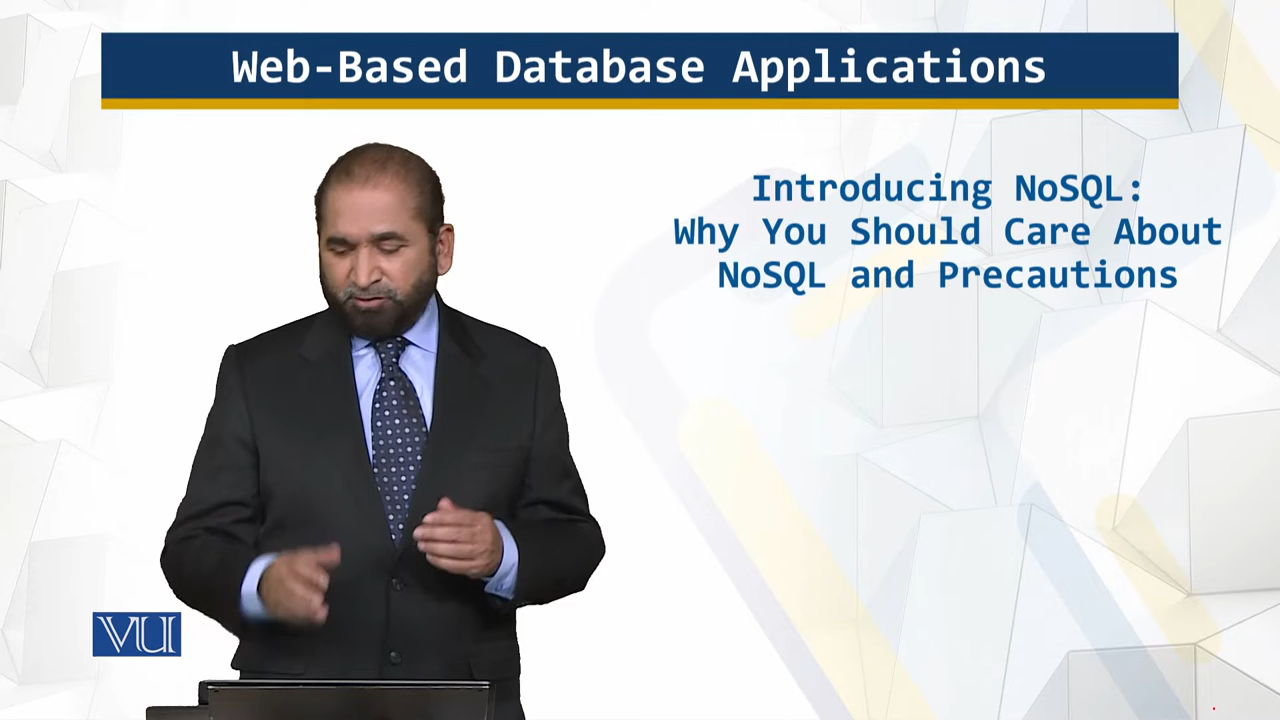 Web-Based Database Applications
Introducing NoSQL:
Why You Should Care About
NoSQL and Precautions
VU